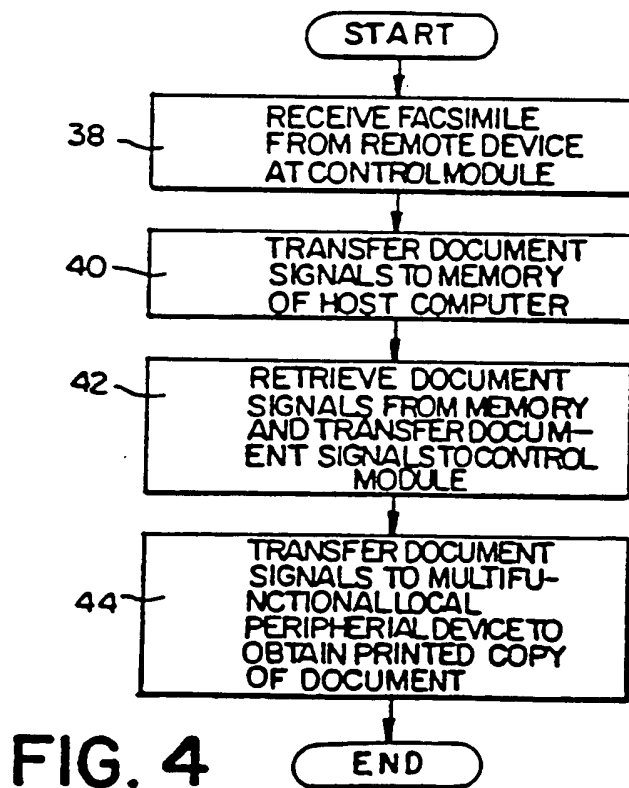 START
38
RECEIVE FACSIMILE
FROM REMOTE DEVICE
AT CONTROL MODULE
40
TRANSFER DOCUMENT
SIGNALS TO MEMORY
OF HOST COMPUTER
42
RETRIEVE DOCUMENT
SIGNALS FROM MEMORY
AND TRANSFER DOCUM-
ENT SIGNALS TO CONTROL
MODULE
44
TRANSFER DOCUMENT
SIGNALS TO MULTIFU-
NCTIONAL LOCAL
PERIPHERIAL DEVICE TO
OBTAIN PRINTED COPY
OF DOCUMENT
END
FIG. 4